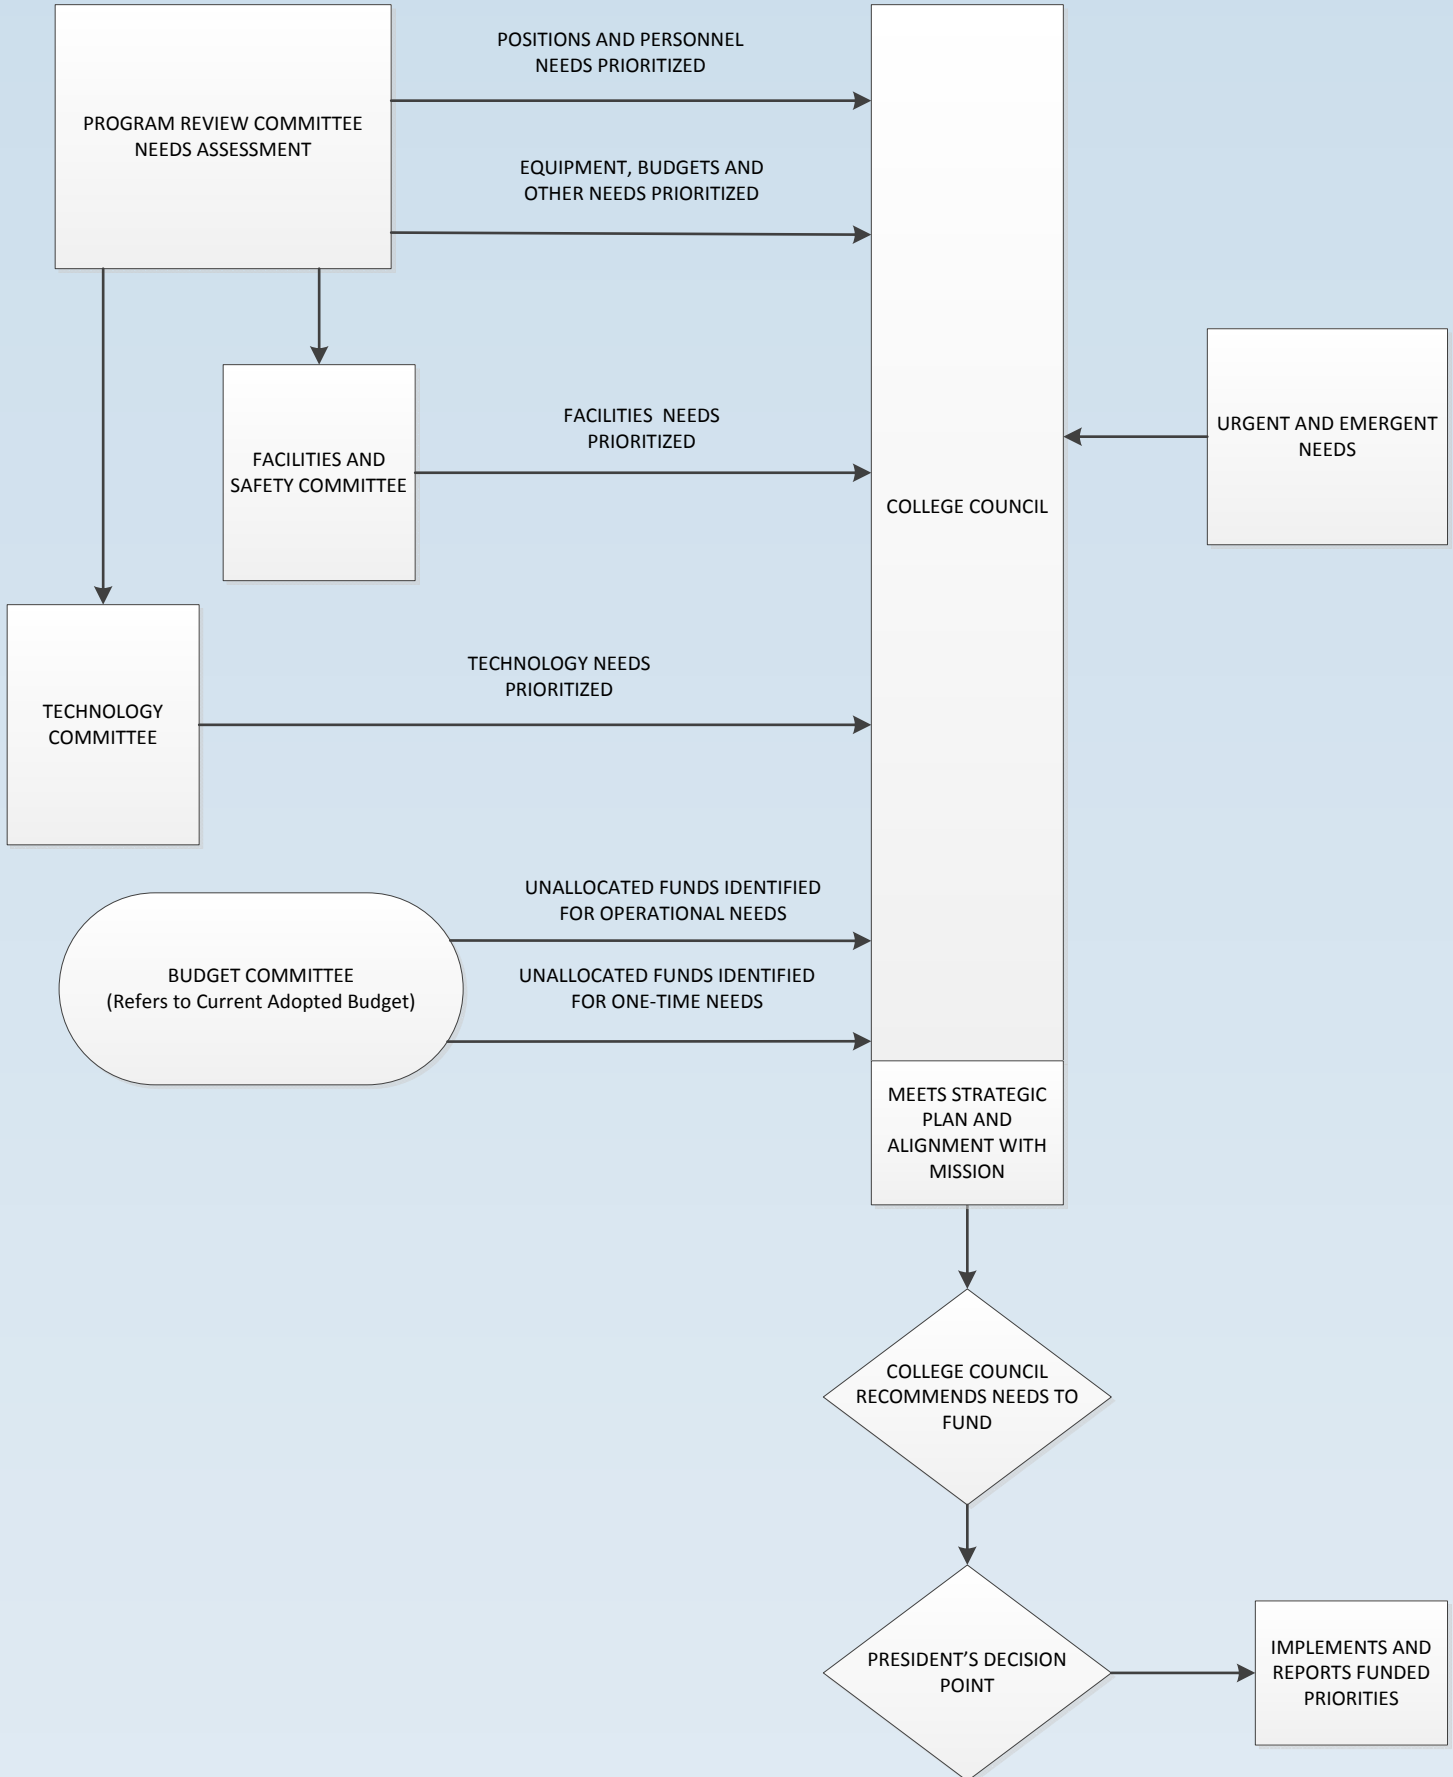 POSITIONS AND PERSONNEL
NEEDS PRIORITIZED
PROGRAM REVIEW COMMITTEE
NEEDS ASSESSMENT
EQUIPMENT, BUDGETS AND
OTHER NEEDS PRIORITIZED
FACILITIES AND
SAFETY COMMITTEE
FACILITIES  NEEDS
PRIORITIZED
COLLEGE COUNCIL
URGENT AND EMERGENT
NEEDS
TECHNOLOGY
COMMITTEE
TECHNOLOGY NEEDS
PRIORITIZED
BUDGET COMMITTEE
(Refers to Current Adopted Budget)
UNALLOCATED FUNDS IDENTIFIED
FOR OPERATIONAL NEEDS
UNALLOCATED FUNDS IDENTIFIED
FOR ONE-TIME NEEDS
MEETS STRATEGIC
PLAN AND
ALIGNMENT WITH
MISSION
COLLEGE COUNCIL
RECOMMENDS NEEDS TO
FUND
PRESIDENT’S DECISION
POINT
IMPLEMENTS AND
REPORTS FUNDED
PRIORITIES